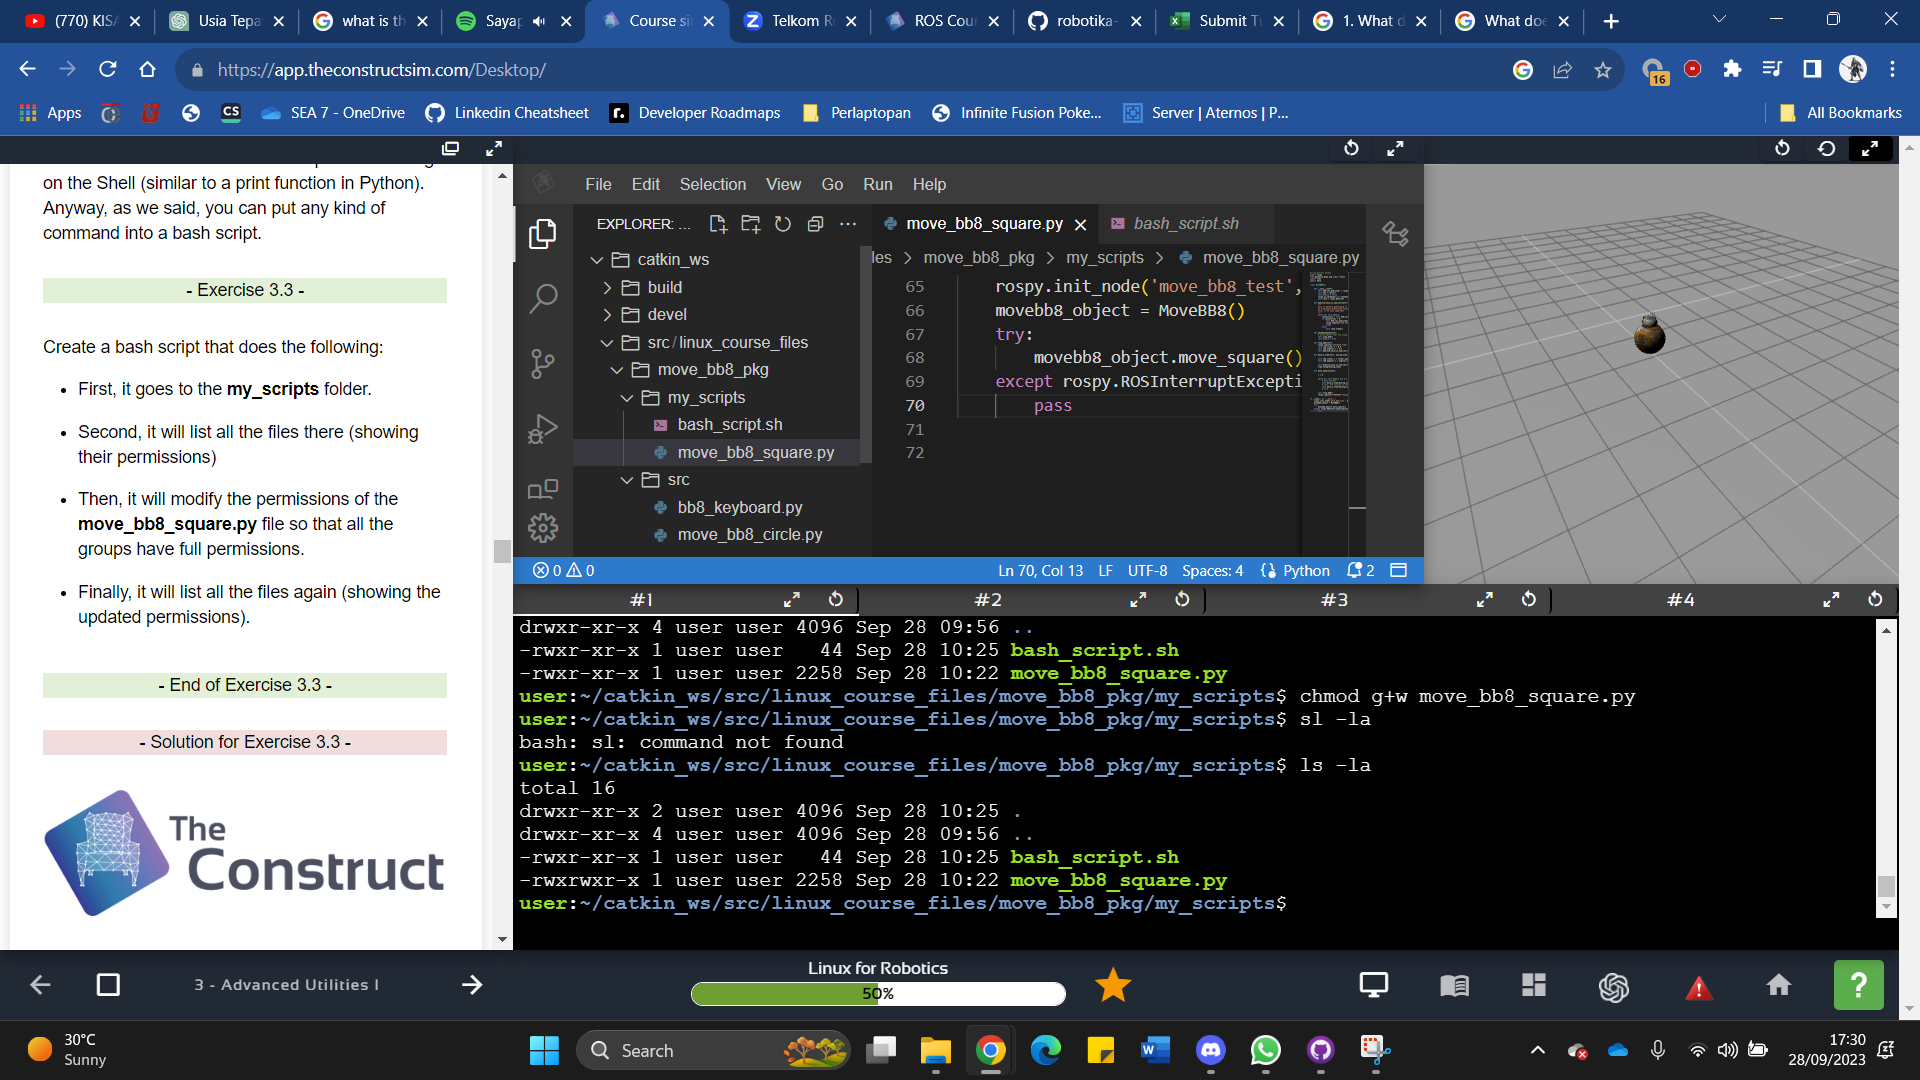 (770) KISA
Usia Tepa
what is th
Sayap
Course si
Telkom R
ROS Cour
robotika-
Submit Tu
1. What d
What doe
https://app.theconstructsim.com/Desktop/
16
Apps
CS
SEA 7 - OneDrive
Linkedin Cheatsheet
r.
Developer Roadmaps
Perlaptopan
Infinite Fusion Poke...
Server | Aternos | P...
All Bookmarks
on the Shell (similar to a print function in Python).
Anyway, as we said, you can put any kind of
command into a bash script.
- Exercise 3.3 -
Create a bash script that does the following:
• First, it goes to the my_scripts folder.
• Second, it will list all the files there (showing
their permissions)
• Then, it will modify the permissions of the
move_bb8_square.py file so that all the
groups have full permissions.
• Finally, it will list all the files again (showing the
updated permissions).
- End of Exercise 3.3 -
- Solution for Exercise 3.3 -
The
Construct
File Edit Selection View Go Run Help
EXPLORER: ...
catkin_ws
build
devel
src/linux_course_files
move_bb8_pkg
my_scripts
bash_script.sh
move_bb8_square.py
src
bb8_keyboard.py
move_bb8_circle.py
move_bb8_square.py
bash_script.sh
les > move_bb8_pkg > my_scripts > move_bb8_square.py
65 rospy.init_node('move_bb8_test',
66 movebb8_object = MoveBB8()
67 try:
68 movebb8_object.move_square()
69 except rospy.ROSInterruptExcepti
70 pass
71
72
0 0
Ln 70, Col 13 LF UTF-8 Spaces: 4 Python 2
#1 #2 #3 #4
drwxr-xr-x 4 user user 4096 Sep 28 09:56 ..
-rwxr-xr-x 1 user user 44 Sep 28 10:25 bash_script.sh
-rwxr-xr-x 1 user user 2258 Sep 28 10:22 move_bb8_square.py
user:~/catkin_ws/src/linux_course_files/move_bb8_pkg/my_scripts$ chmod g+w move_bb8_square.py
user:~/catkin_ws/src/linux_course_files/move_bb8_pkg/my_scripts$ sl -la
bash: sl: command not found
user:~/catkin_ws/src/linux_course_files/move_bb8_pkg/my_scripts$ ls -la
total 16
drwxr-xr-x 2 user user 4096 Sep 28 10:25 .
drwxr-xr-x 4 user user 4096 Sep 28 09:56 ..
-rwxr-xr-x 1 user user 44 Sep 28 10:25 bash_script.sh
-rwxrwxr-x 1 user user 2258 Sep 28 10:22 move_bb8_square.py
user:~/catkin_ws/src/linux_course_files/move_bb8_pkg/my_scripts$
3 - Advanced Utilities I
Linux for Robotics
50%
?
30°C
Sunny
Search
17:30
28/09/2023